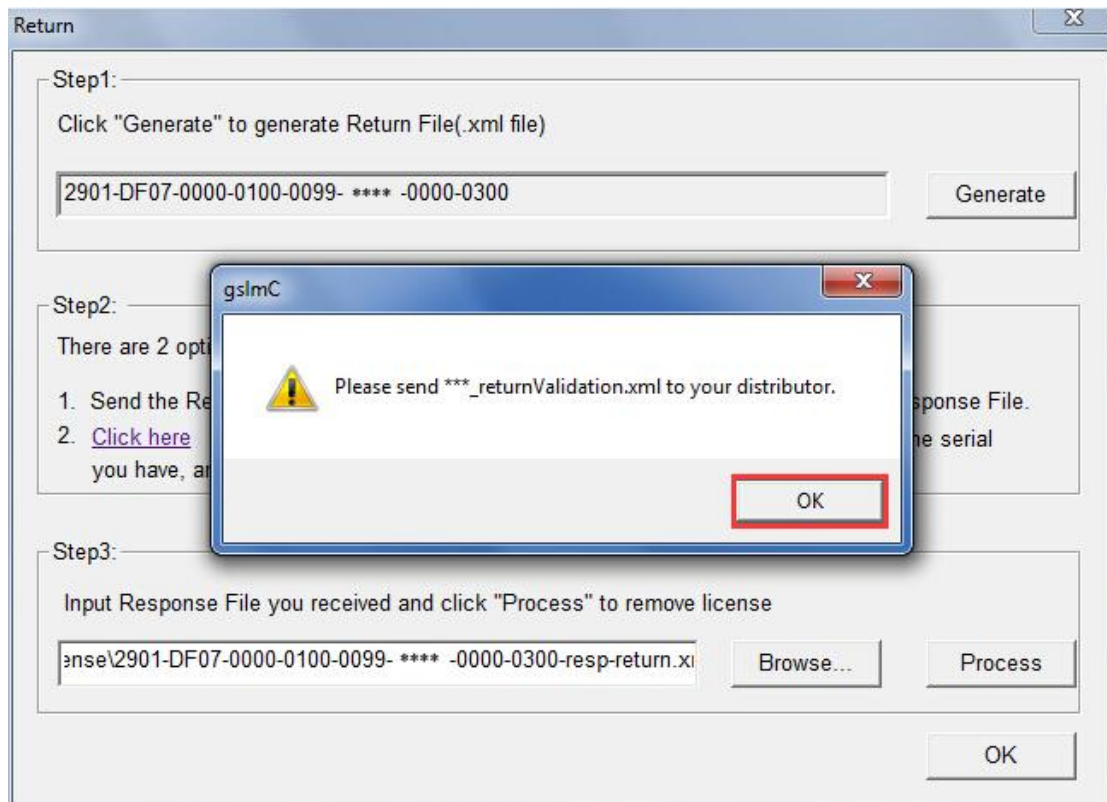 Return
Step1:
Click "Generate" to generate Return File(.xml file)
2901-DF07-0000-0100-0099- **** -0000-0300
Generate
gslmC
Step2:
There are 2 opti
Please send ***_returnValidation.xml to your distributor.
1. Send the Re sponse File.
2. Click here he serial
you have, ar
OK
Step3:
Input Response File you received and click "Process" to remove license
ense\2901-DF07-0000-0100-0099- **** -0000-0300-resp-return.x
Browse...
Process
OK